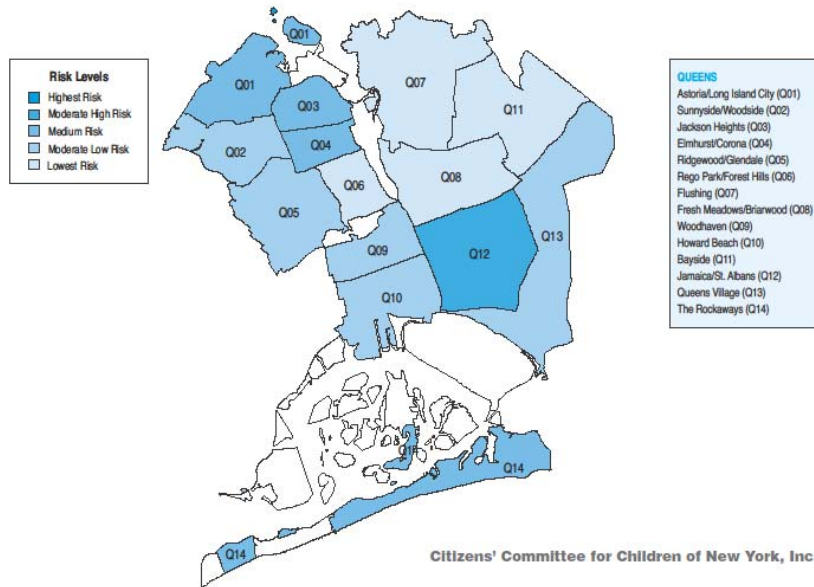 Q01
Q01
Q07
Q03
Q11
Q02
Q04
Q06
Q08
Q05
Q13
Q09
Q12
Q10
Q14
Q14
Q14
Risk Levels
Highest Risk
Moderate High Risk
Medium Risk
Moderate Low Risk
Lowest Risk
QUEENS
Astoria/Long Island City (Q01)
Sunnyside/Woodside (Q02)
Jackson Heights (Q03)
Elmhurst/Corona (Q04)
Ridgewood/Glendale (Q05)
Rego Park/Forest Hills (Q06)
Flushing (Q07)
Fresh Meadows/Briarwood (Q08)
Woodhaven (Q09)
Howard Beach (Q10)
Bayside (Q11)
Jamaica/St. Albans (Q12)
Queens Village (Q13)
The Rockaways (Q14)
Citizens' Committee for Children of New York, Inc